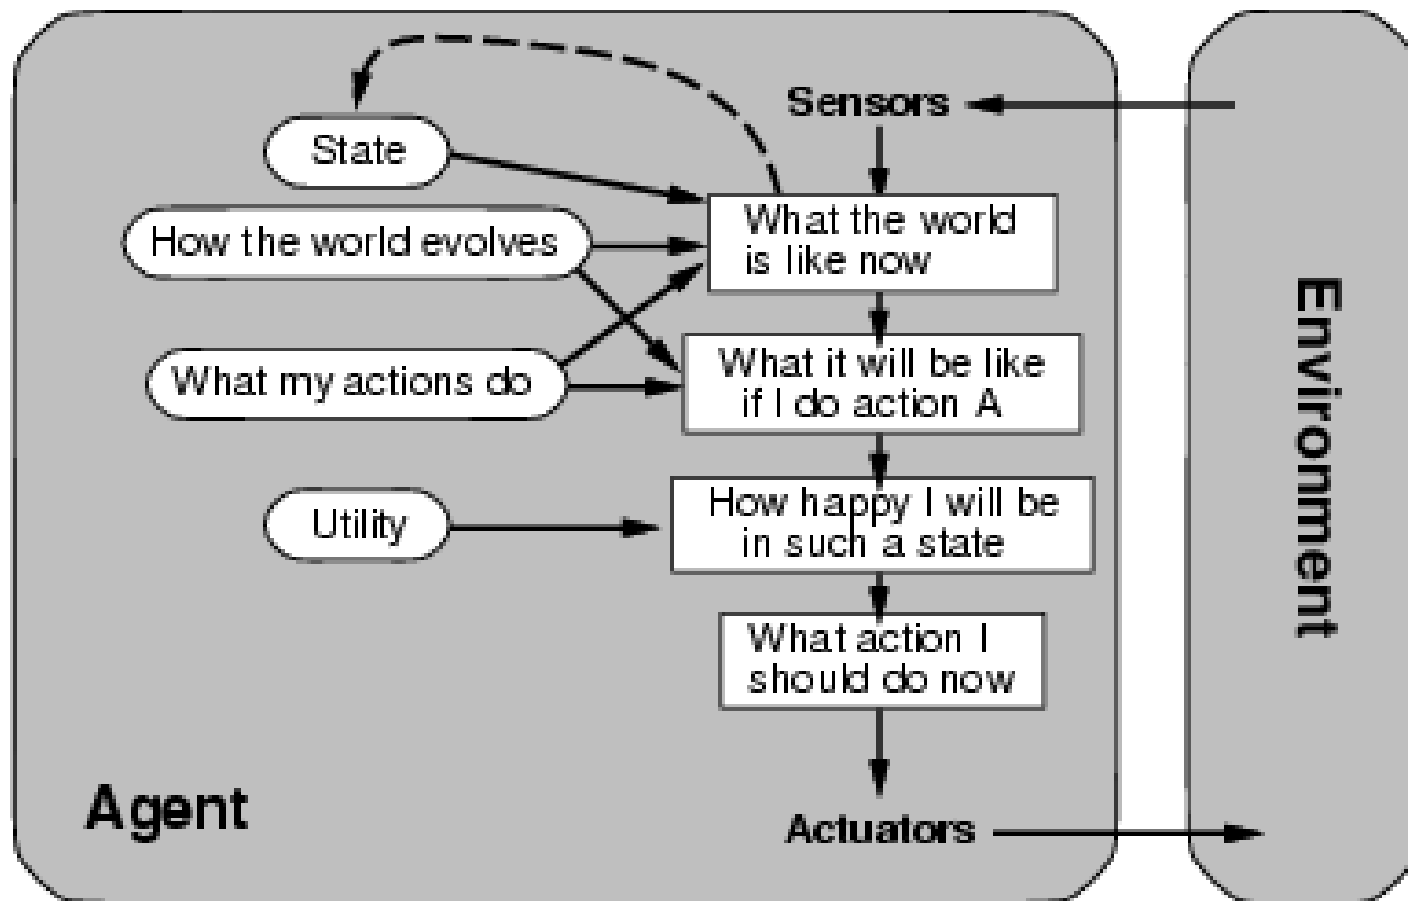 Sensors
State
What the world
is like now
How the world evolves
What it will be like
if I do action A
What my actions do
How happy I will be
in such a state
Utility
What action I
should do now
Agent
Actuators
Environment